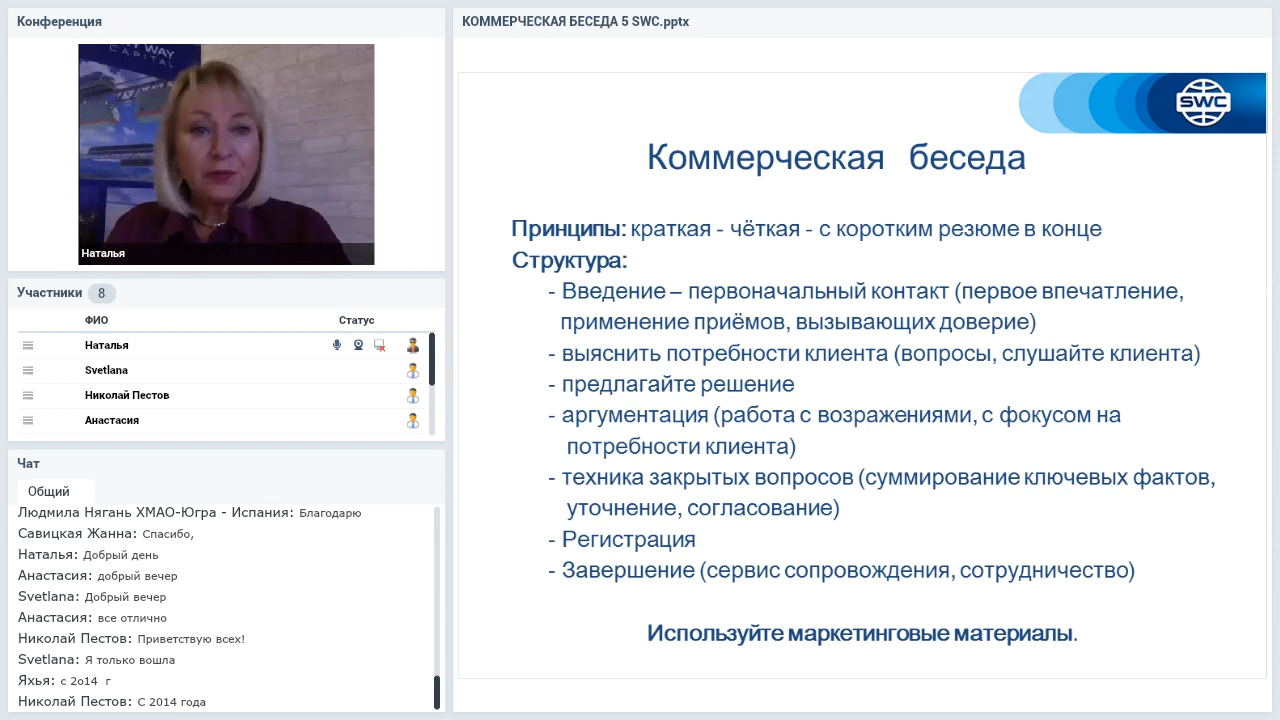 Конференция
RY WAY
CAPITAL
Наталья
Участники 8
ФИО Статус
Наталья
Svetlana
Николай Пестов
Анастасия
Чат
Общий
Людмила Нягань ХМАО-Югра - Испания: Благодарю
Савицкая Жанна: Спасибо,
Наталья: Добрый день
Анастасия: добрый вечер
Svetlana: Добрый вечер
Анастасия: все отлично
Николай Пестов: Приветствую всех!
Svetlana: Я только вошла
Яхья: с 2о14 г
Николай Пестов: С 2014 года
КОММЕРЧЕСКАЯ БЕСЕДА 5 SWC.pptx
SWC
Коммерческая беседа
Принципы: краткая - чёткая - с коротким резюме в конце
Структура:
- Введение – первоначальный контакт (первое впечатление,
применение приёмов, вызывающих доверие)
- выяснить потребности клиента (вопросы, слушайте клиента)
- предлагайте решение
- аргументация (работа с возражениями, с фокусом на
потребности клиента)
- техника закрытых вопросов (суммирование ключевых фактов,
уточнение, согласование)
- Регистрация
- Завершение (сервис сопровождения, сотрудничество)
Используйте маркетинговые материалы.